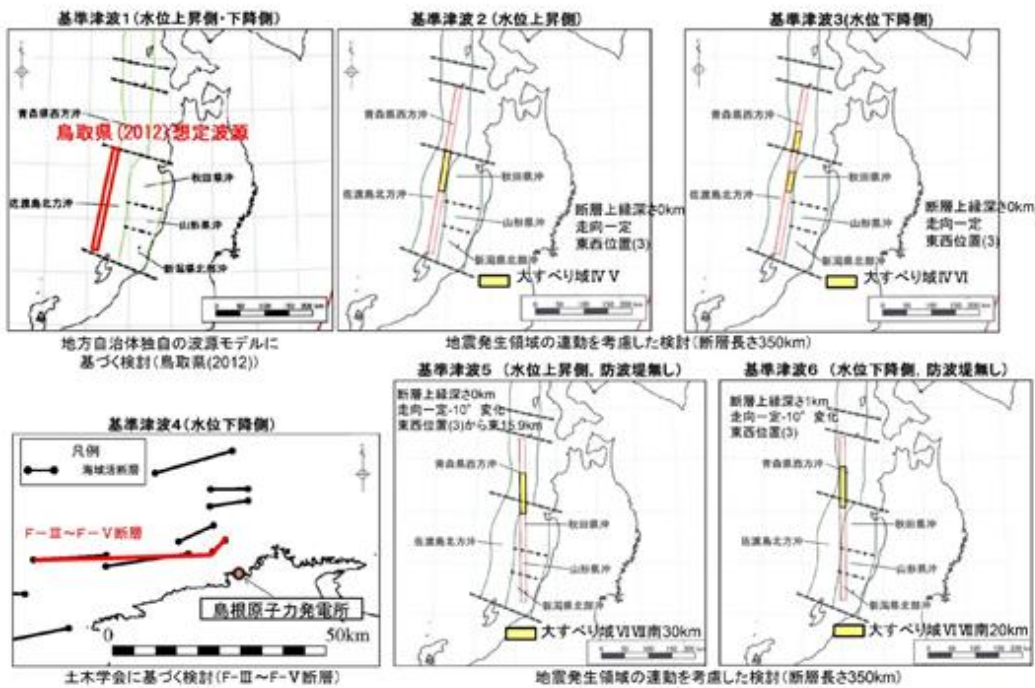 基準津波1(水位上昇側・下降側)
青森県西方沖
鳥取県(2012)想定波源
秋田県沖
佐渡島北方沖
山形県沖
新潟県北部沖
地方自治体独自の波源モデルに
基づく検討(鳥取県(2012))
基準津波2(水位上昇側)
青森県西方沖
秋田県沖
佐渡島北方沖
断層上縁深さ0km
走向一定
東西位置(3)
山形県沖
新潟県北部沖
大すべり域ⅣⅤ
基準津波3(水位下降側)
青森県西方沖
秋田県沖
佐渡島北方沖
断層上縁深さ0km
走向一定
東西位置(3)
山形県沖
新潟県北部沖
大すべり域ⅣⅥ
地震発生領域の連動を考慮した検討(断層長さ350km)
基準津波4(水位下降側)
凡例
海域活断層
F-Ⅲ~F-Ⅴ断層
島根原子力発電所
0
50km
土木学会に基づく検討(F-Ⅲ~F-Ⅴ断層)
基準津波5 (水位上昇側, 防波堤無し)
断層上縁深さ0km
走向一定-10°変化
東西位置(3)から東15.9km
青森県西方沖
秋田県沖
佐渡島北方沖
山形県沖
新潟県北部沖
大すべり域ⅥⅦ南30km
基準津波6 (水位下降側, 防波堤無し)
断層上縁深さ1km
走向一定-10°変化
東西位置(3)
青森県西方沖
秋田県沖
佐渡島北方沖
山形県沖
新潟県北部沖
大すべり域ⅥⅦ南20km
地震発生領域の連動を考慮した検討(断層長さ350km)